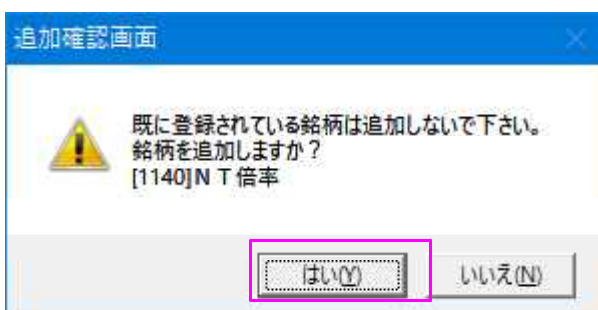 追加確認画面
既に登録されている銘柄は追加しないで下さい。
銘柄を追加しますか？
[1140]ＮＴ倍率
はい(Y) いいえ(N)